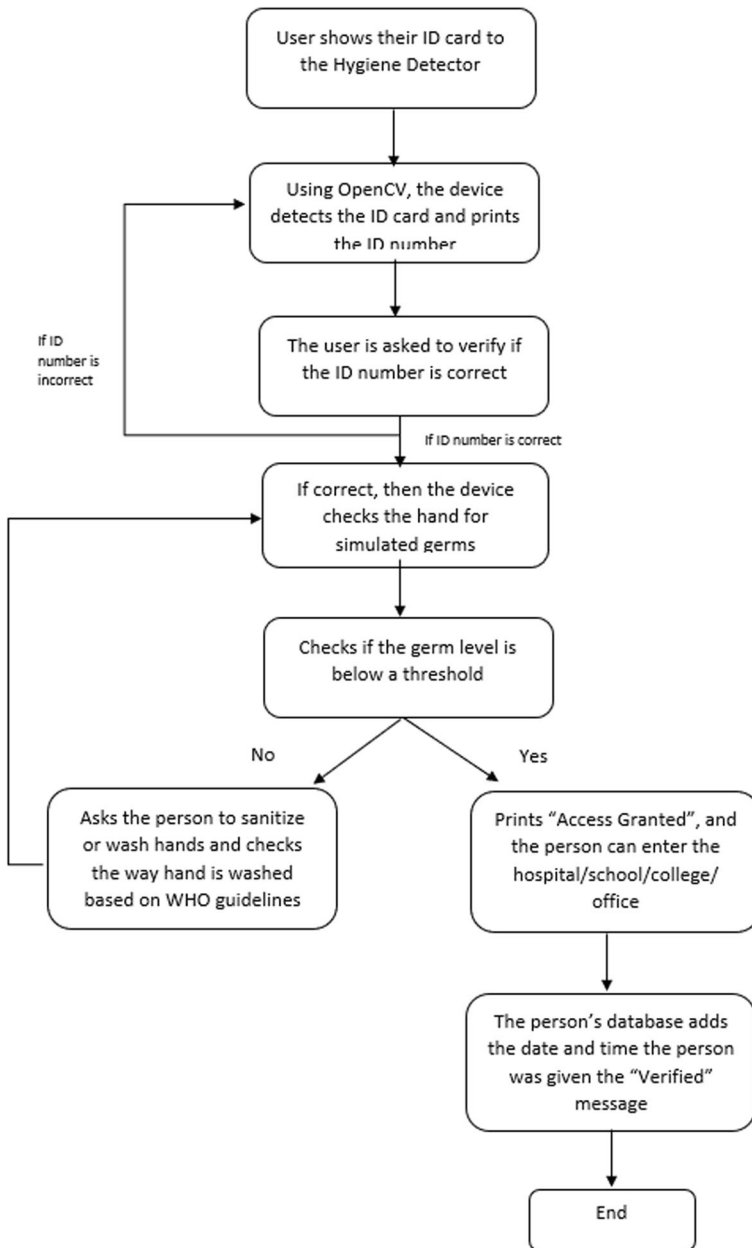 User shows their ID card to
the Hygiene Detector
Using OpenCV, the device
detects the ID card and prints
the ID number
If ID
number is
incorrect
The user is asked to verify if
the ID number is correct
If ID number is correct
If correct, then the device
checks the hand for
simulated germs
Checks if the germ level is
below a threshold
No
Yes
Asks the person to sanitize
or wash hands and checks
the way hand is washed
based on WHO guidelines
Prints “Access Granted”, and
the person can enter the
hospital/school/college/
office
The person’s database adds
the date and time the person
was given the “Verified”
message
End